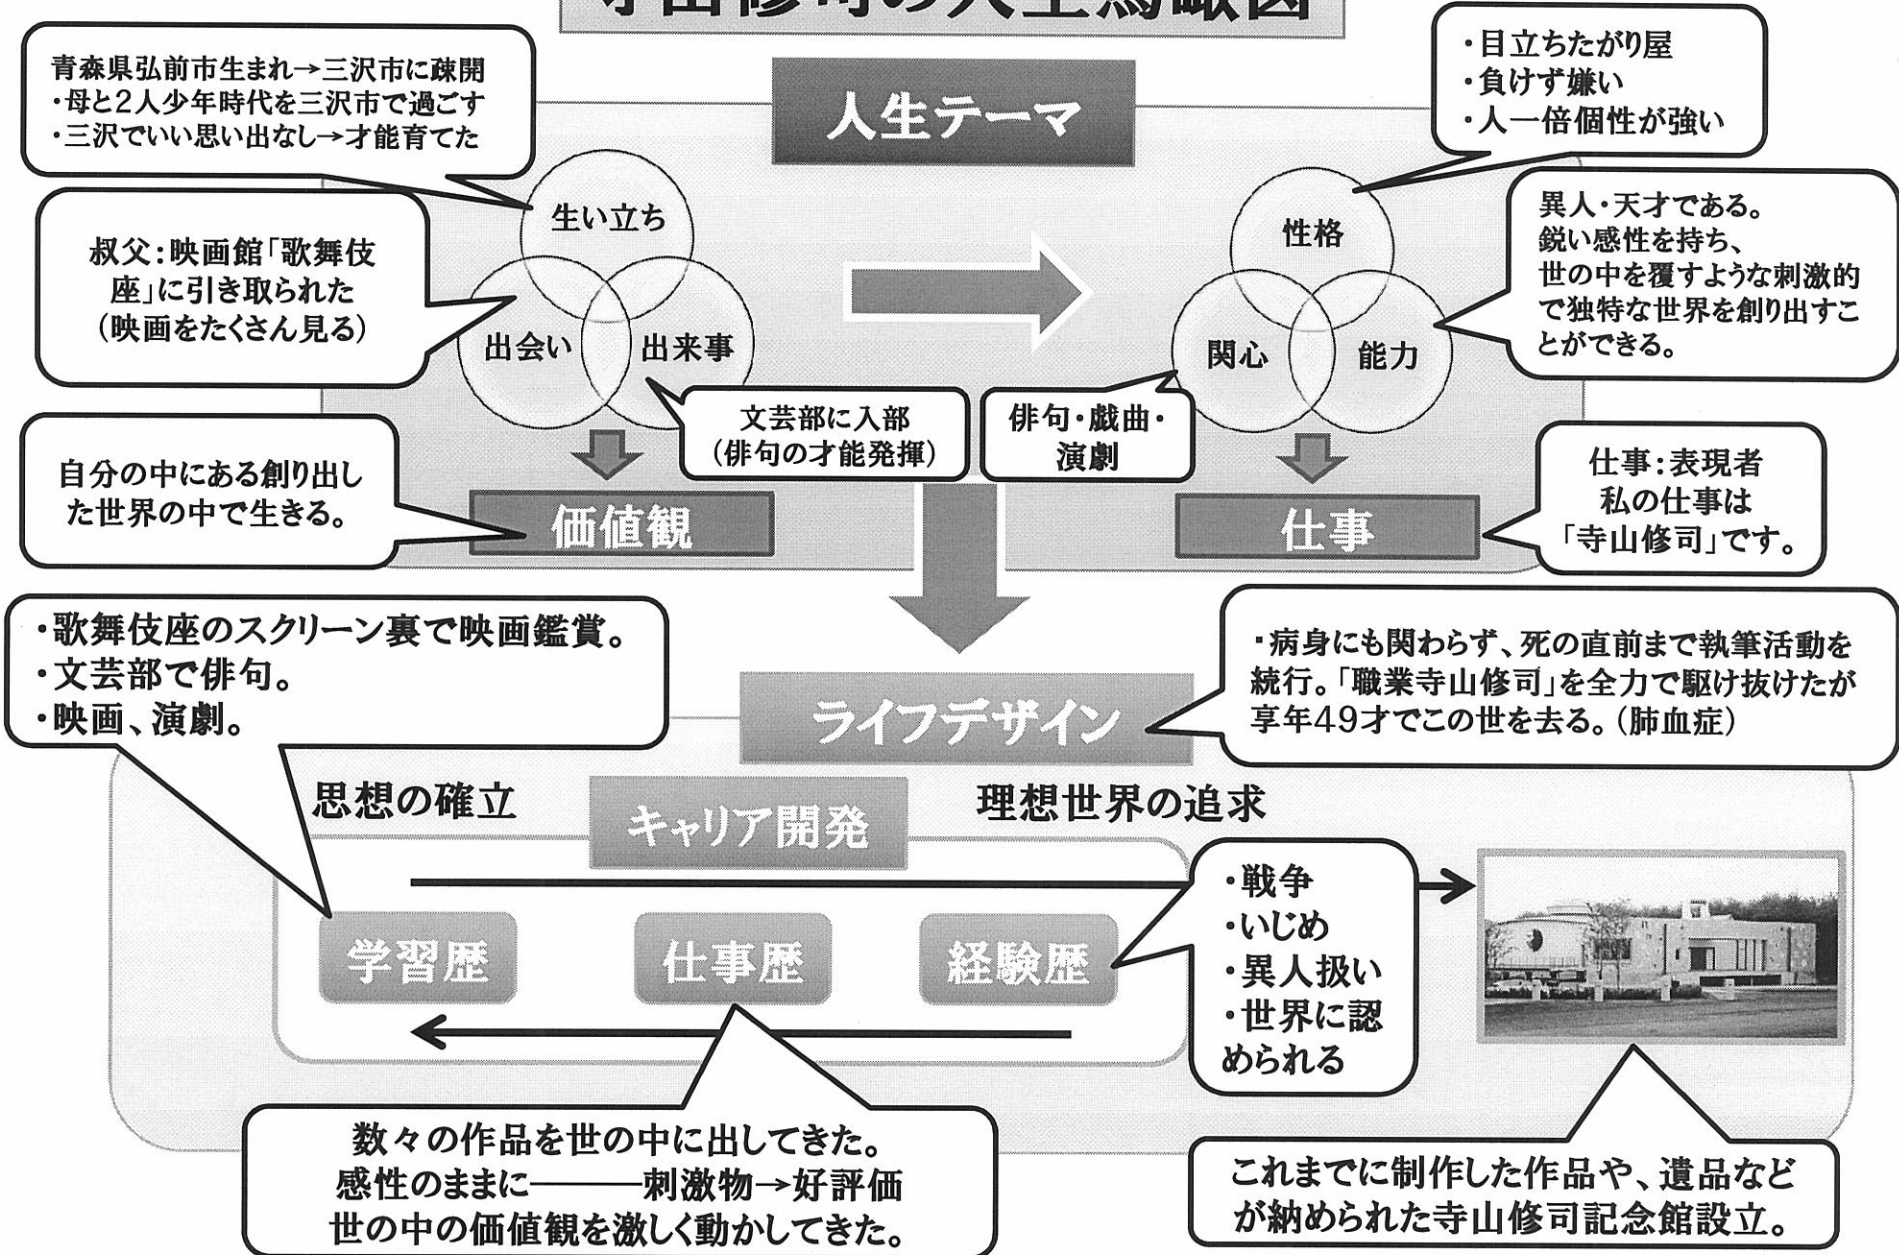 寺山修司の人生鳥瞰図
青森県弘前市生まれ→三沢市に疎開
・母と2人少年時代を三沢市で過ごす
・三沢でいい思い出なし→才能育てた
人生テーマ
・目立ちたがり屋
・負けず嫌い
・人一倍個性が強い
叔父:映画館「歌舞伎
座」に引き取られた
(映画をたくさん見る)
生い立ち
出会い
出来事
性格
関心
能力
異人・天才である。
鋭い感性を持ち、
世の中を覆すような刺激的
で独特な世界を創り出すこ
とができる。
文芸部に入部
(俳句の才能発揮)
俳句・戯曲・
演劇
自分の中にある創り出し
た世界の中で生きる。
価値観
仕事
仕事:表現者
私の仕事は
「寺山修司」です。
・歌舞伎座のスクリーン裏で映画鑑賞。
・文芸部で俳句。
・映画、演劇。
ライフデザイン
・病身にも関わらず、死の直前まで執筆活動を
続行。「職業寺山修司」を全力で駆け抜けたが
享年49才でこの世を去る。(肺血症)
思想の確立
キャリア開発
理想世界の追求
学習歴
仕事歴
経験歴
・戦争
・いじめ
・異人扱い
・世界に認
められる
数々の作品を世の中に出してきた。
感性のままに―――刺激物→好評価
世の中の価値観を激しく動かしてきた。
これまでに制作した作品や、遺品など
が納められた寺山修司記念館設立。